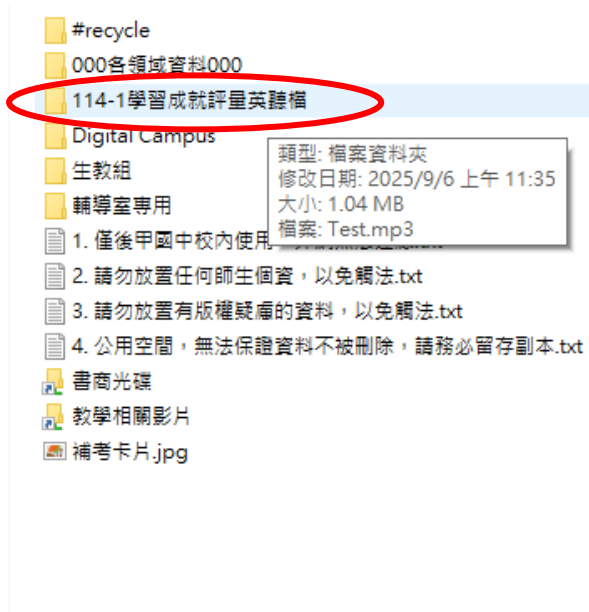 #recycle
000各領域資料000
114-1學習成就評量英聽檔
Digital Campus
生教組
輔導室專用
類型: 檔案資料夾
修改日期: 2025/9/6 上午 11:35
大小: 1.04 MB
檔案: Test.mp3
1. 僅後甲國中校內使用
2. 請勿放置任何師生個資，以免觸法.txt
3. 請勿放置有版權疑慮的資料，以免觸法.txt
4. 公用空間，無法保證資料不被刪除，請務必留存副本.txt
書商光碟
教學相關影片
補考卡片.jpg